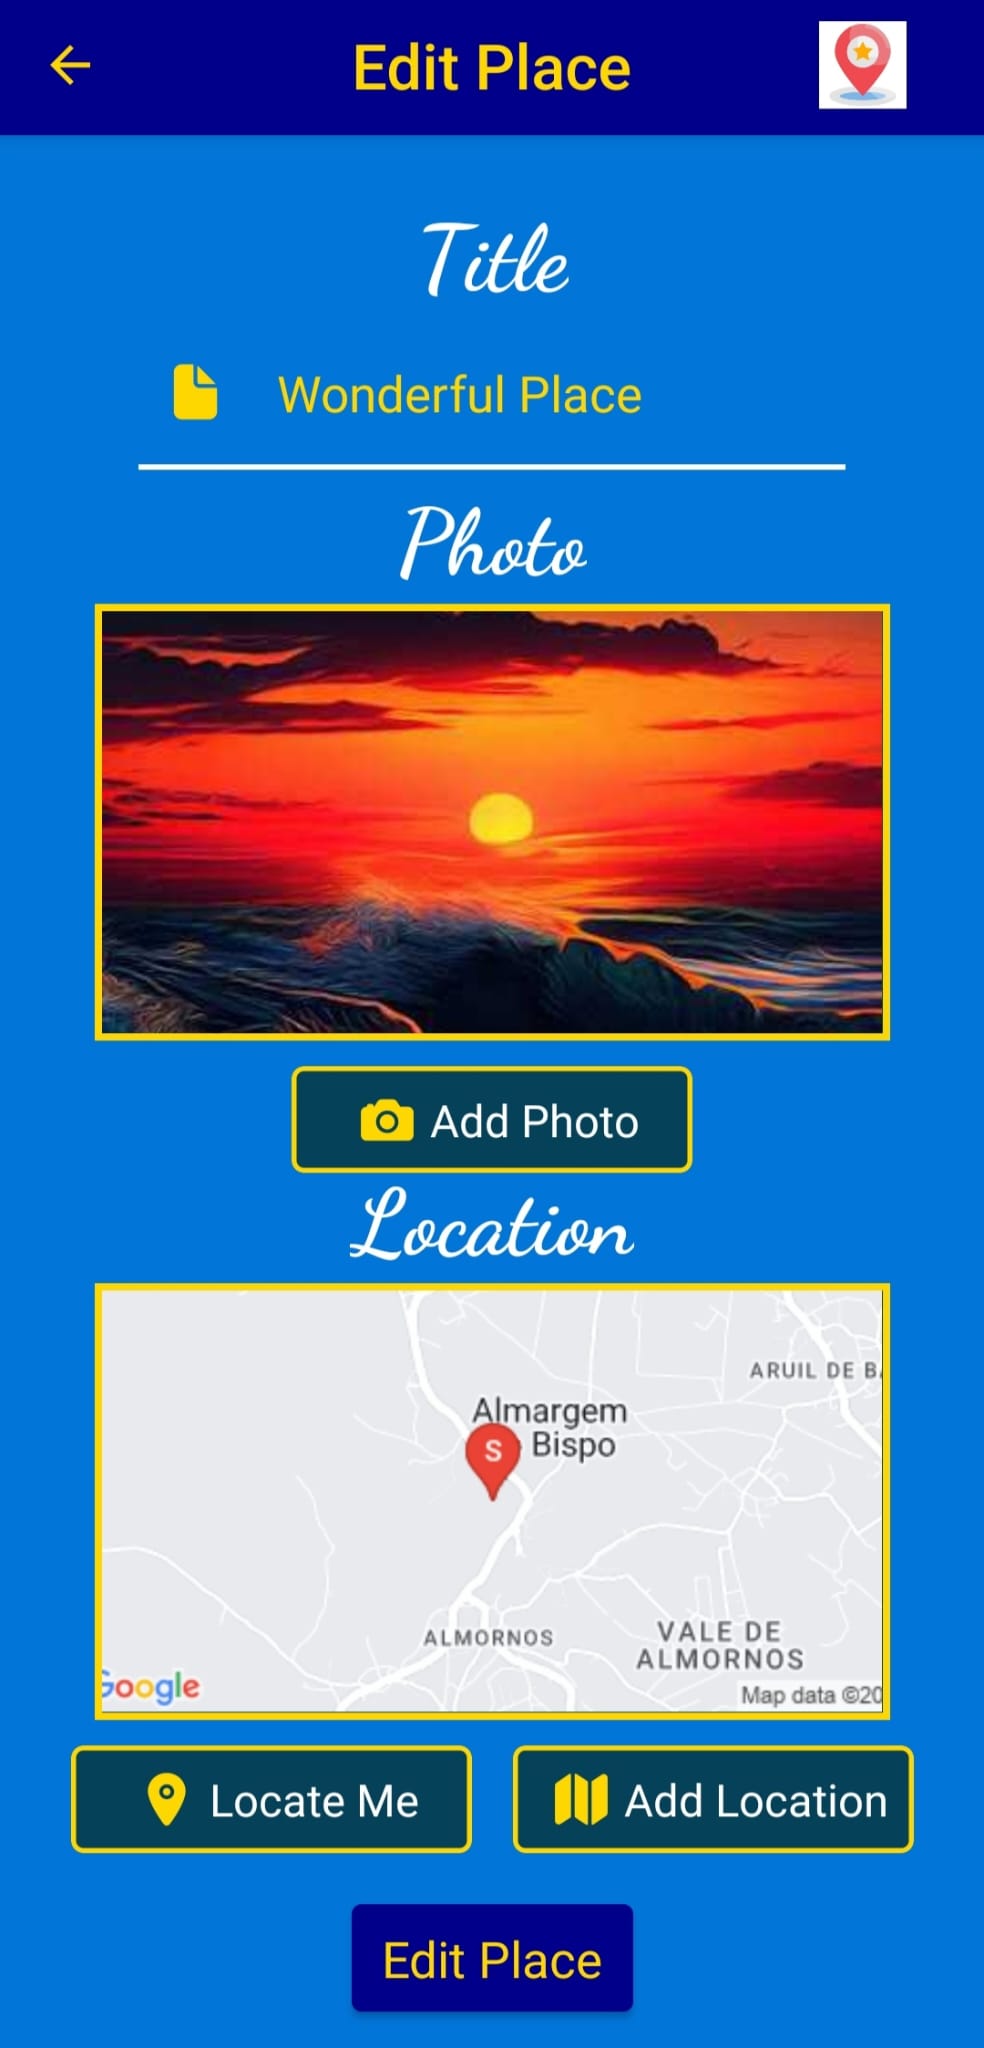 Edit Place
Title
Wonderful Place
Photo
Add Photo
Location
ARUIL DE
Almargem
Bispo
S
ALMORNOS
VALE DE
ALMORNOS
Google
Map data ©20
Locate Me
Add Location
Edit Place